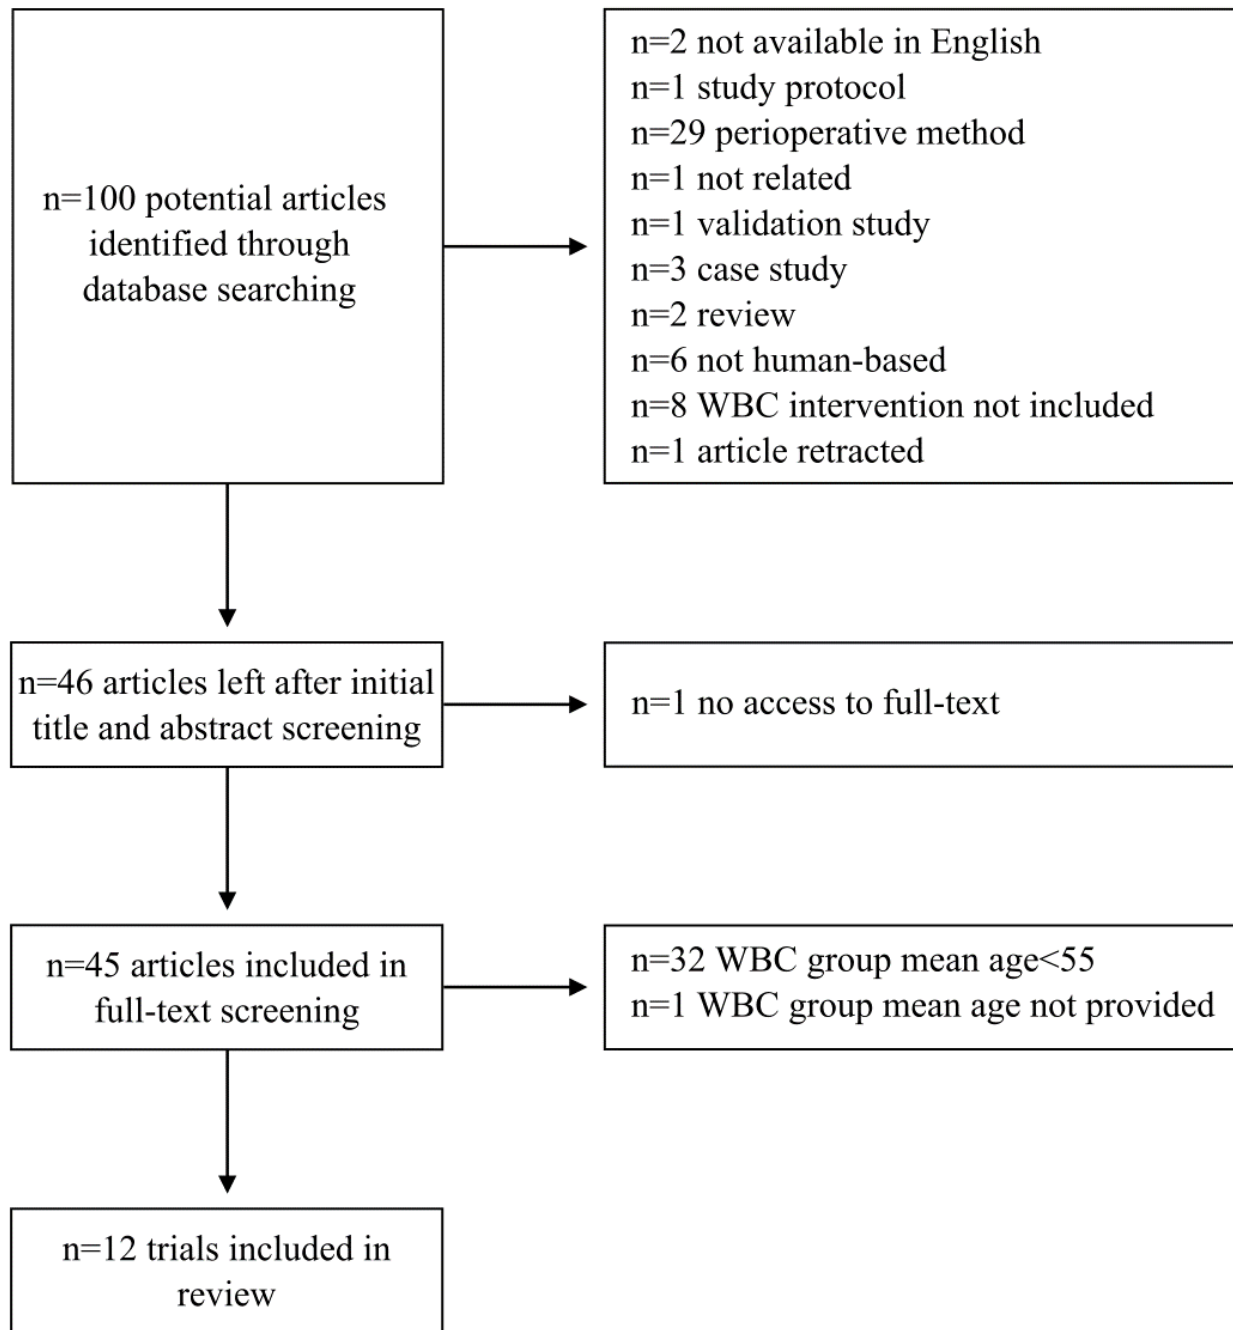 n=100 potential articles
identified through
database searching
n=2 not available in English
n=1 study protocol
n=29 perioperative method
n=1 not related
n=1 validation study
n=3 case study
n=2 review
n=6 not human-based
n=8 WBC intervention not included
n=1 article retracted
n=46 articles left after initial
title and abstract screening
n=1 no access to full-text
n=45 articles included in
full-text screening
n=32 WBC group mean age<55
n=1 WBC group mean age not provided
n=12 trials included in
review